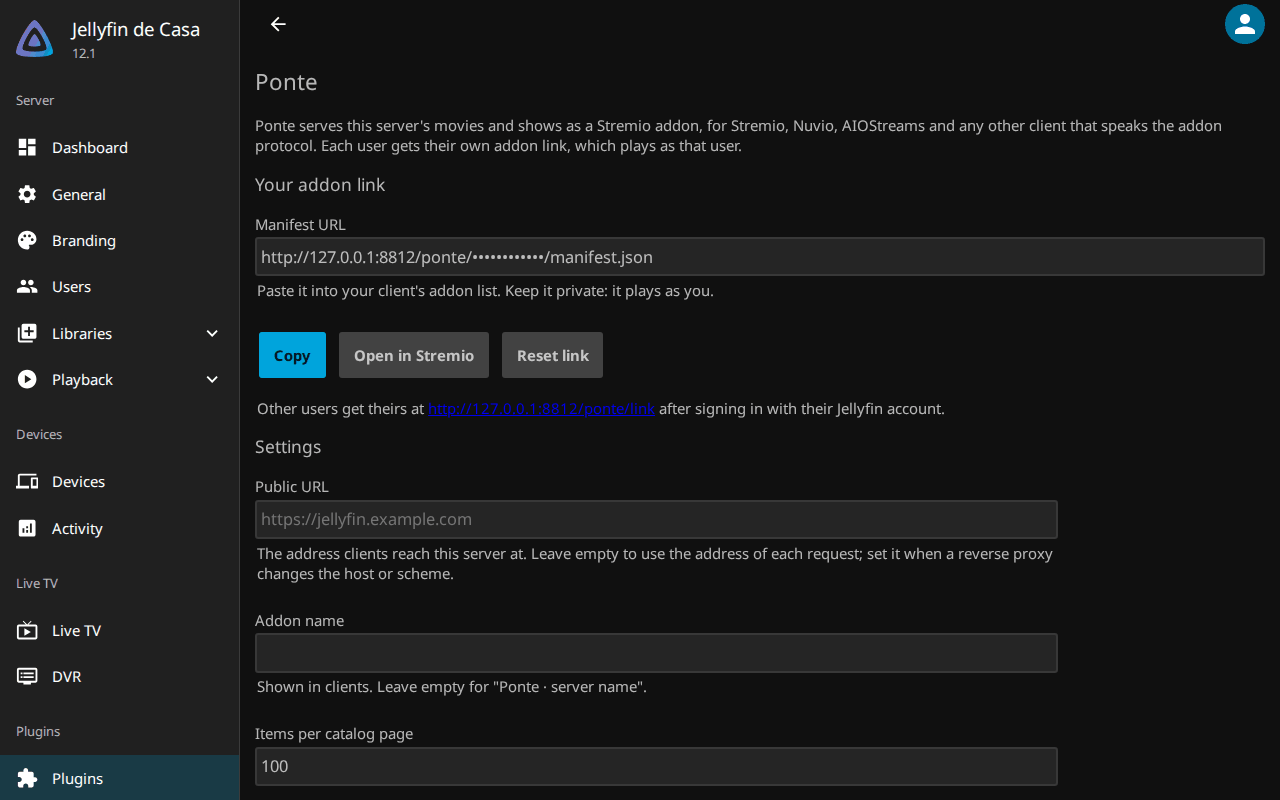 Jellyfin de Casa
12.1
Server
Dashboard
General
Branding
Users
Libraries
Playback
Devices
Devices
Activity
Live TV
Live TV
DVR
Plugins
Plugins
Ponte
Ponte serves this server's movies and shows as a Stremio addon, for Stremio, Nuvio, AIOStreams and any other client that speaks the addon
protocol. Each user gets their own addon link, which plays as that user.
Your addon link
Manifest URL
http://127.0.0.1:8812/ponte/••••••••••••/manifest.json
Paste it into your client's addon list. Keep it private: it plays as you.
Copy
Open in Stremio
Reset link
Other users get theirs at http://127.0.0.1:8812/ponte/link after signing in with their Jellyfin account.
Settings
Public URL
https://jellyfin.example.com
The address clients reach this server at. Leave empty to use the address of each request; set it when a reverse proxy
changes the host or scheme.
Addon name
Shown in clients. Leave empty for "Ponte · server name".
Items per catalog page
100